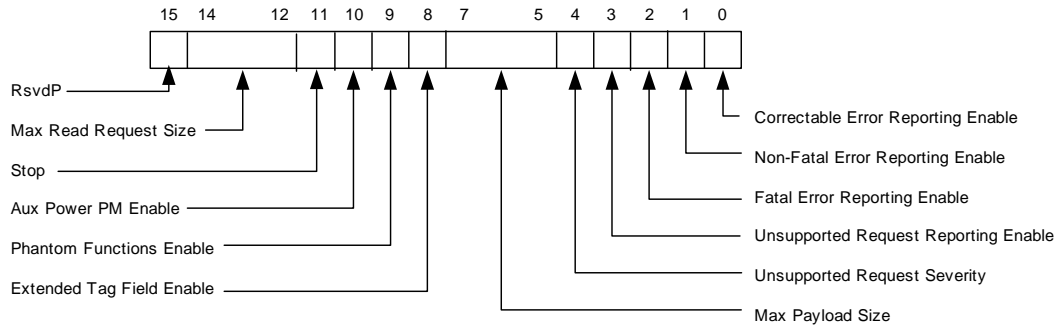 15 14 12 11 10 9 8 7 5 4 3 2 1 0
RsvdP
Max Read Request Size
Stop
Aux Power PM Enable
Phantom Functions Enable
Extended Tag Field Enable
Correctable Error Reporting Enable
Non-Fatal Error Reporting Enable
Fatal Error Reporting Enable
Unsupported Request Reporting Enable
Unsupported Request Severity
Max Payload Size